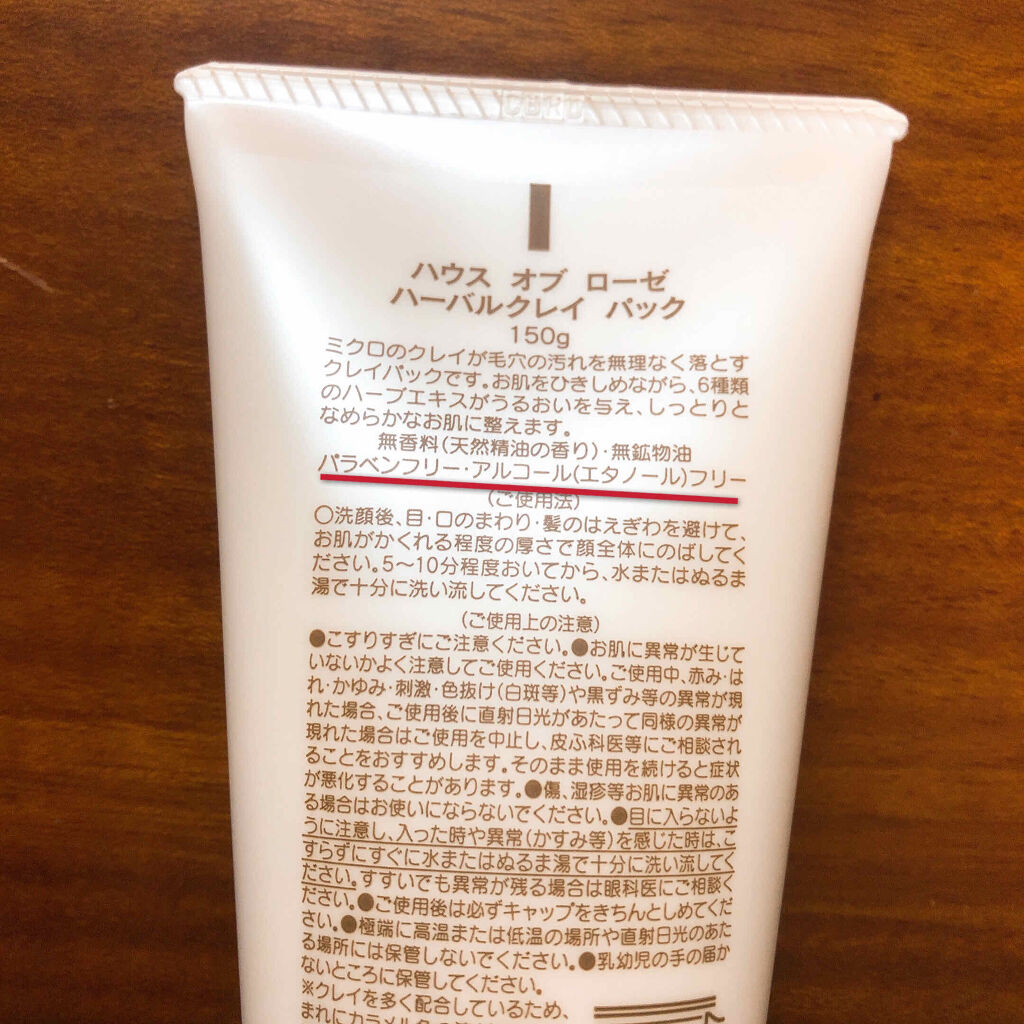 ハウス オブ ローゼ
ハーバルクレイ パック
150g
ミクロのクレイが毛穴の汚れを無理なく落とす
クレイパックです。お肌をひきしめながら、6種類
のハーブエキスがうるおいを与え、しっとりと
なめらかなお肌に整えます。
無香料(天然精油の香り)・無鉱物油
パラベンフリー・アルコール(エタノール)フリー
(ご使用法)
○洗顔後、目・口のまわり・髪のはえぎわを避けて、
お肌がかくれる程度の厚さで顔全体にのばしてく
ださい。5〜10分程度おいてから、水またはぬるま
湯で十分に洗い流してください。
(ご使用上の注意)
●こすりすぎにご注意ください。●お肌に異常が生じて
いないかよく注意してご使用ください。ご使用中、赤み・は
れ・かゆみ・刺激・色抜け(白斑等)や黒ずみ等の異常が現
れた場合、ご使用後に直射日光があたって同様の異常が
現れた場合はご使用を中止し、皮ふ科医等にご相談され
ることをおすすめします。そのまま使用を続けると症状
が悪化することがあります。●傷、湿疹等お肌に異常のあ
る場合はお使いにならないでください。●目に入らないよ
うに注意し、入った時や異常(かすみ等)を感じた時は、こ
すらずにすぐに水またはぬるま湯で十分に洗い流してく
ださい。すすいでも異常が残る場合は眼科医にご相談く
ださい。●ご使用後は必ずキャップをきちんとしめてくだ
さい。●極端に高温または低温の場所や直射日光のあた
る場所には保管しないでください。●乳幼児の手の届か
ないところに保管してください。
※クレイを多く配合しているため、